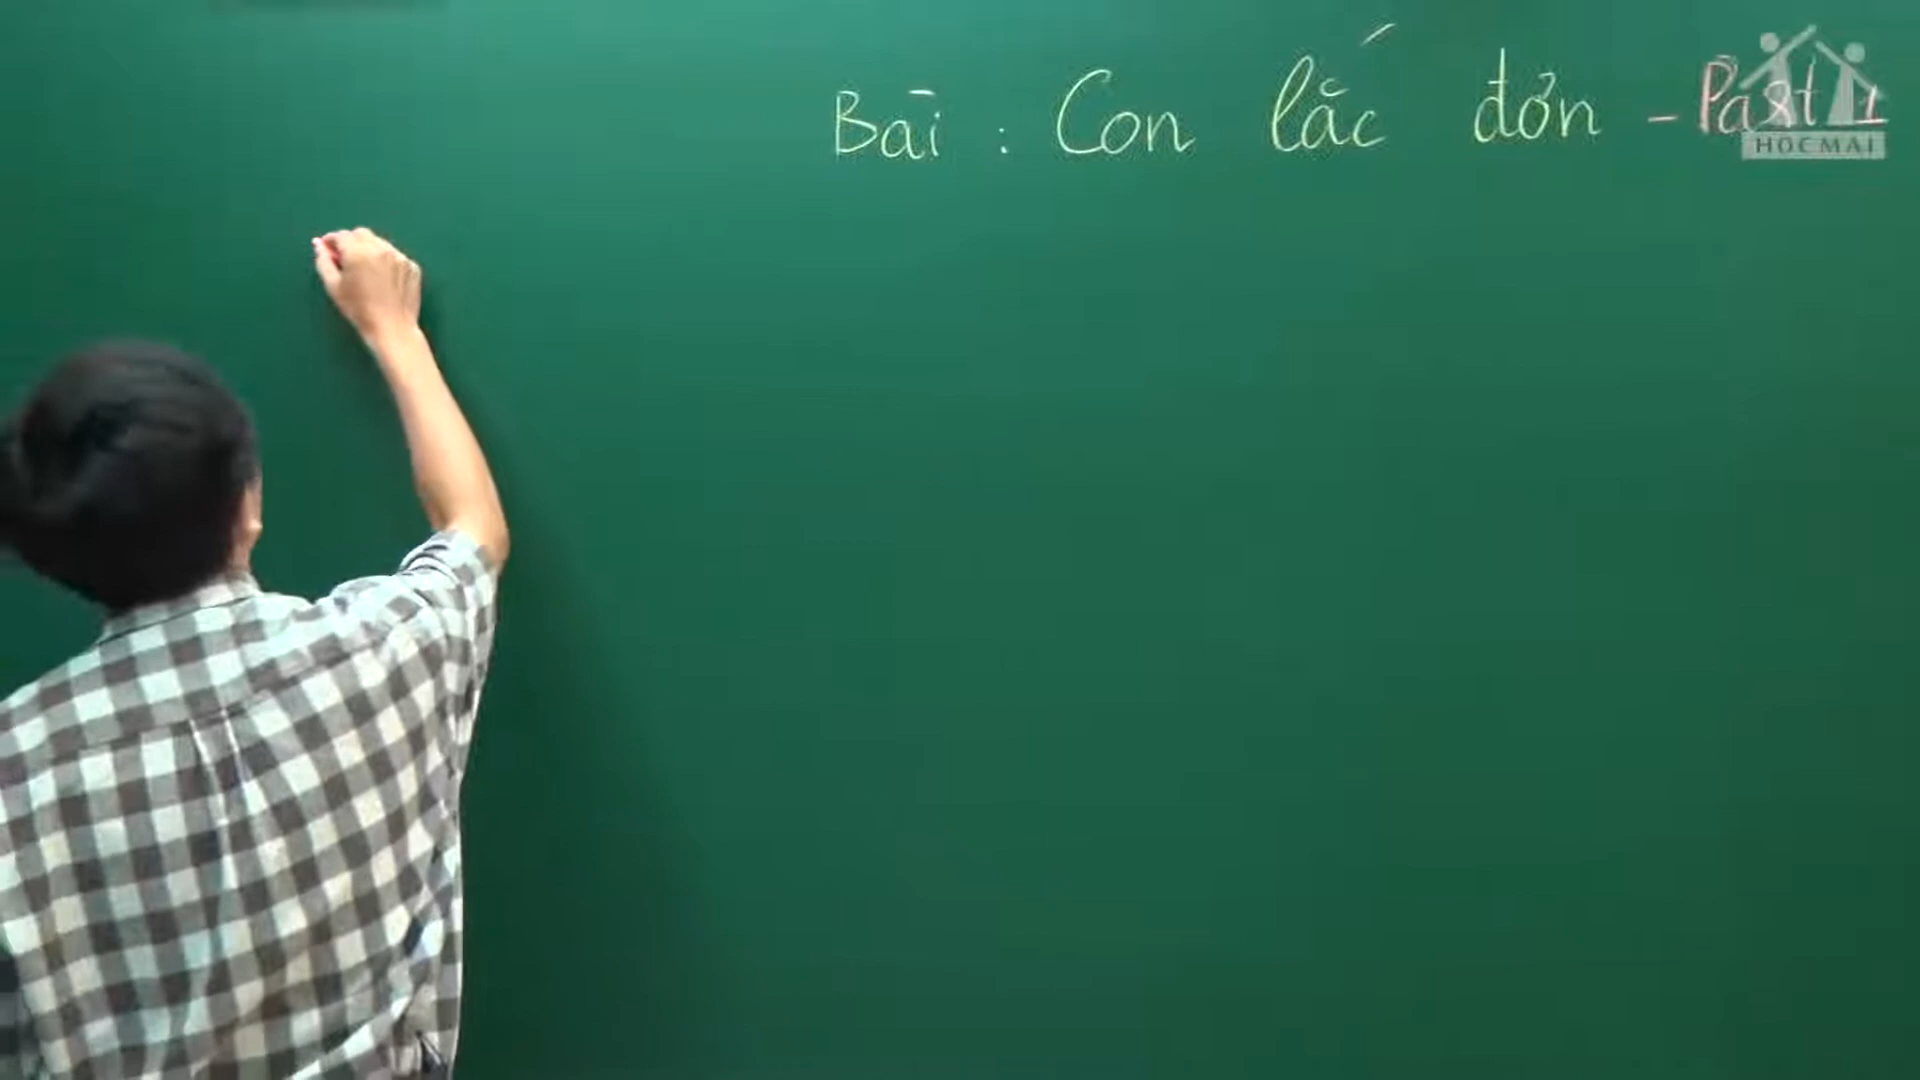 Bài : Con lắc đơn - Part 1
HOCMAI